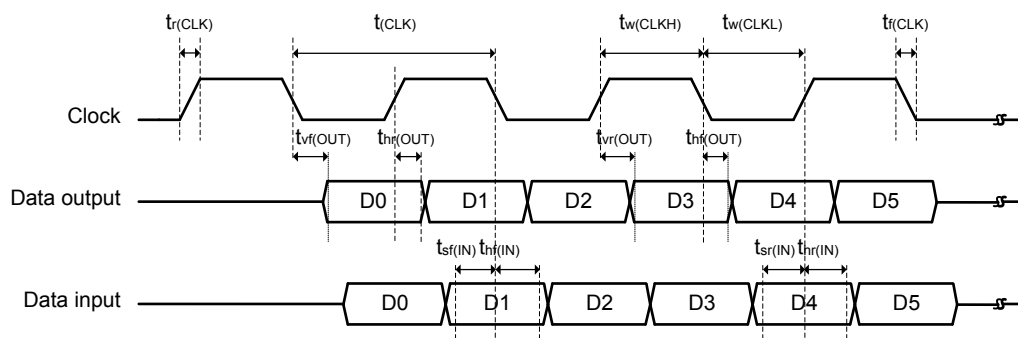 tr(CLK) t(CLK) tw(CLKH) tw(CLKL) tf(CLK)
Clock
tvf(OUT) thr(OUT) tvr(OUT) thf(OUT)
Data output D0 D1 D2 D3 D4 D5
tsf(IN) thf(IN) tsr(IN) thr(IN)
Data input D0 D1 D2 D3 D4 D5